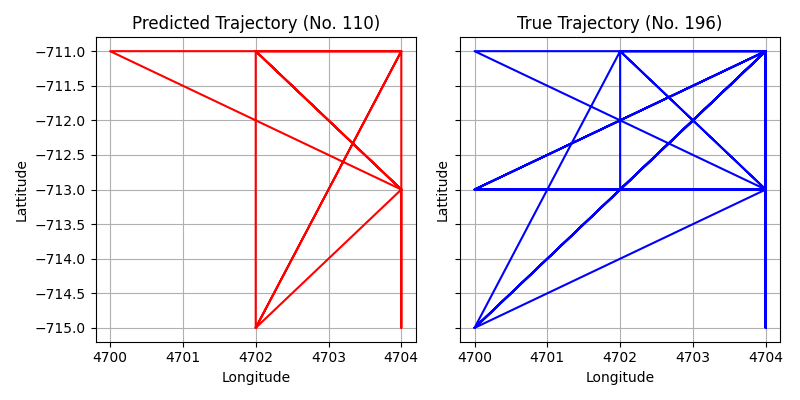 Predicted Trajectory (No. 110)
True Trajectory (No. 196)
−711.0
−711.5
−712.0
−712.5
−713.0
−713.5
−714.0
−714.5
−715.0
Lattitude
Lattitude
4700 4701 4702 4703 4704
4700 4701 4702 4703 4704
Longitude
Longitude